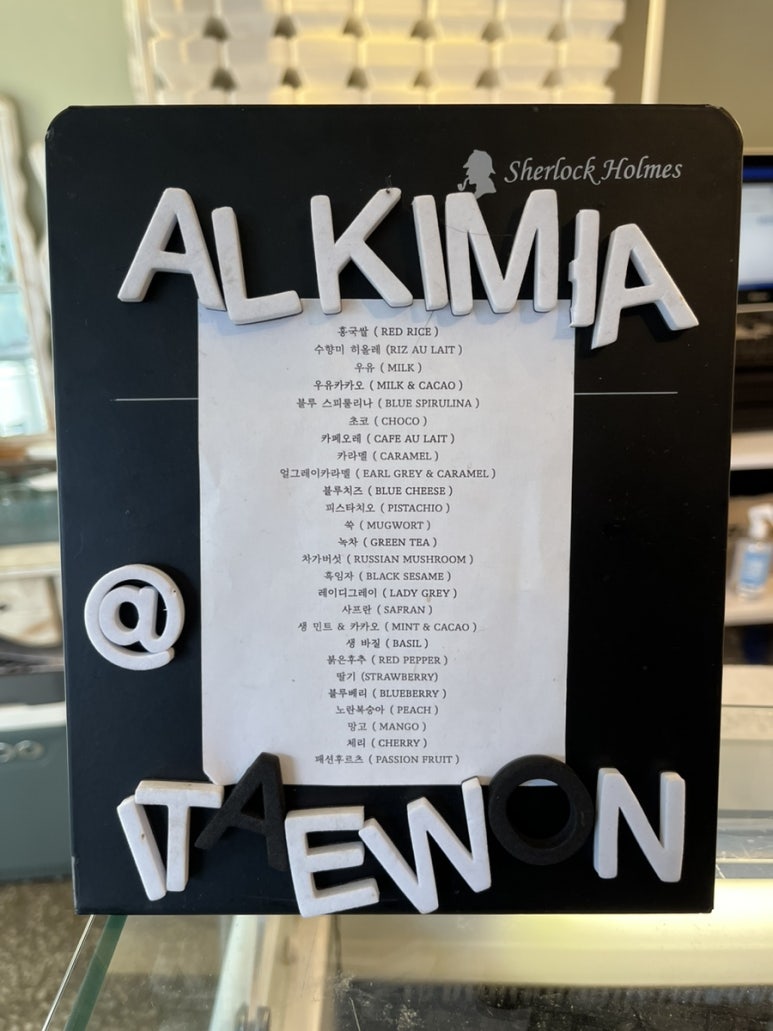 Sherlock Holmes
ALKIMIA
홍국쌀 ( RED RICE )
수향미 히올레 (RIZ AU LAIT )
우유 ( MILK )
우유카카오 ( MILK & CACAO )
블루 스피룰리나 ( BLUE SPIRULINA )
초코 ( CHOCO )
카페오레 ( CAFE AU LAIT )
카라멜 ( CARAMEL )
얼그레이카라멜 ( EARL GREY & CARAMEL )
블루치즈 ( BLUE CHEESE )
피스타치오 ( PISTACHIO )
쑥 ( MUGWORT )
녹차 ( GREEN TEA )
차가버섯 ( RUSSIAN MUSHROOM )
흑임자 ( BLACK SESAME )
레이디그레이 ( LADY GREY )
사프란 ( SAFRAN )
생 민트 & 카카오 ( MINT & CACAO )
생 바질 ( BASIL )
붉은후추 ( RED PEPPER )
딸기 (STRAWBERRY)
블루베리 ( BLUEBERRY )
노란복숭아 ( PEACH )
망고 ( MANGO )
체리 ( CHERRY )
패션후르츠 ( PASSION FRUIT )
@
ITAEWON